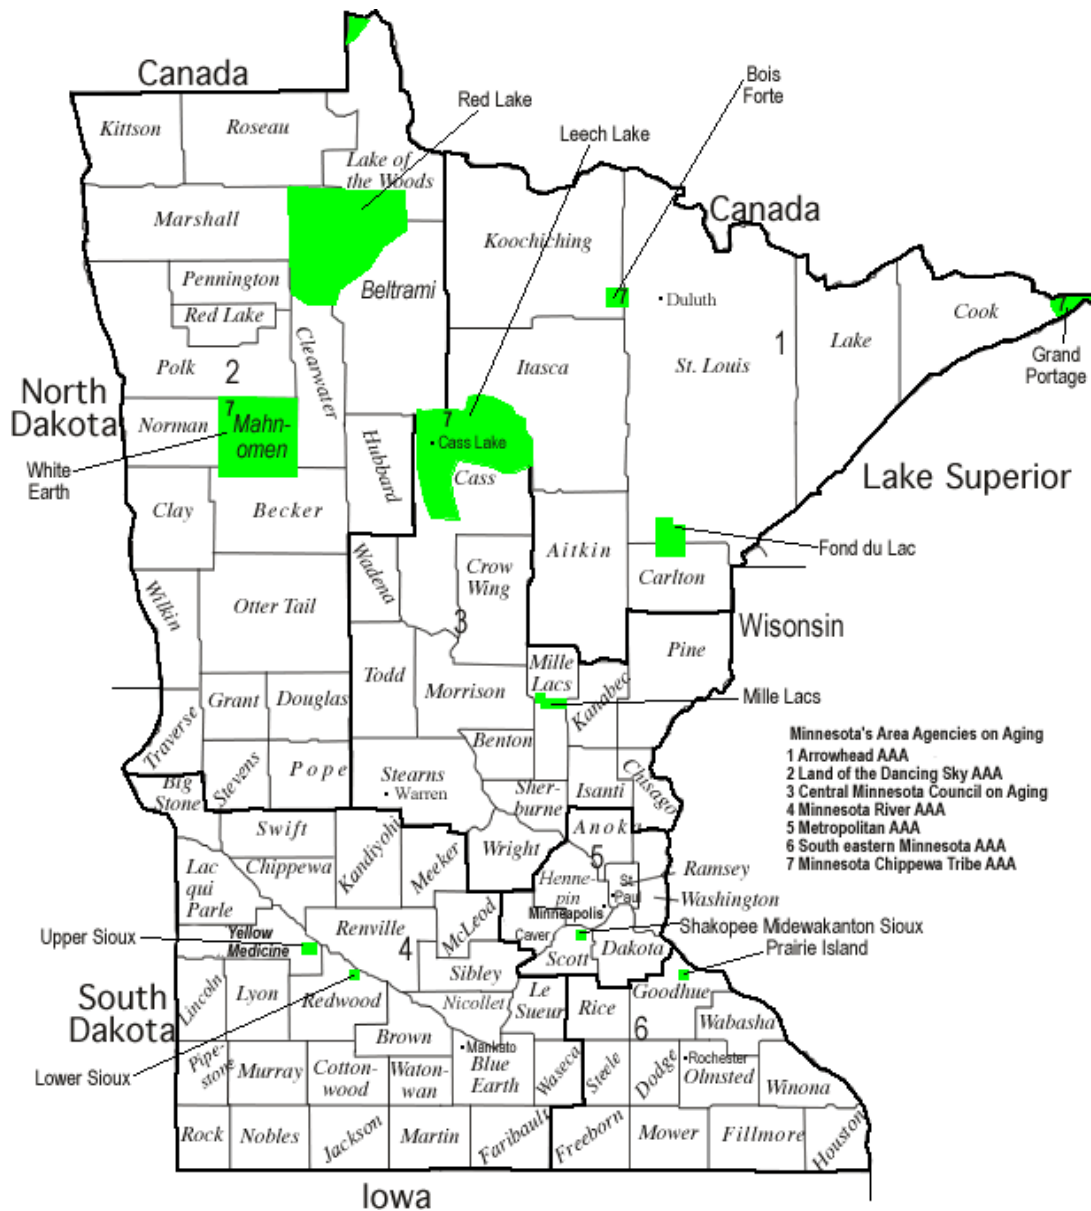 Canada
Bois
Forte
Red Lake
Leech Lake
Kittson
Roseau
Lake of
the Woods
Marshall
Canada
Koochiching
Pennington
Beltrami
7
Duluth
Red Lake
Cook
7
Clearwater
1
Lake
Grand
Portage
Polk
2
Itasca
St. Louis
North
Dakota
Norman
7
Mahn-
omen
7
Cass Lake
Hubbard
White
Earth
Cass
Lake Superior
Clay
Becker
Aitkin
Fond du Lac
Wadena
Crow
Wing
Carlton
Wilkin
Otter Tail
3
Wisonsin
Pine
Todd
Mille
Lacs
Morrison
Kanabec
Grant
Douglas
Mille Lacs
Traverse
Benton
Minnesota's Area Agencies on Aging
1 Arrowhead AAA
2 Land of the Dancing Sky AAA
3 Central Minnesota Council on Aging
4 Minnesota River AAA
5 Metropolitan AAA
6 South eastern Minnesota AAA
7 Minnesota Chippewa Tribe AAA
Big
Stone
Stevens
Pope
Stearns
Warren
Sher-
burne
Isanti
Chisago
Swift
Anoka
Kandiyohi
Meeker
Wright
5
Chippewa
Lac
qui
Parle
Henne-
pin
St
Paul
Ramsey
Washington
Minneapolis
McLeod
Renville
Upper Sioux
Yellow
Medicine
4
Caver
Shakopee Midewakanton Sioux
Scott
Dakota
Prairie Island
Sibley
South
Dakota
Lincoln
Lyon
Redwood
Nicollet
Le
Sueur
Rice
Goodhue
6
Wabasha
Brown
Lower Sioux
Pipe-
stone
Murray
Cotton-
wood
Waton-
wan
Mankato
Blue
Earth
Waseca
Steele
Dodge
Rochester
Olmsted
Winona
Rock
Nobles
Jackson
Martin
Faribault
Freeborn
Mower
Fillmore
Houston
Iowa